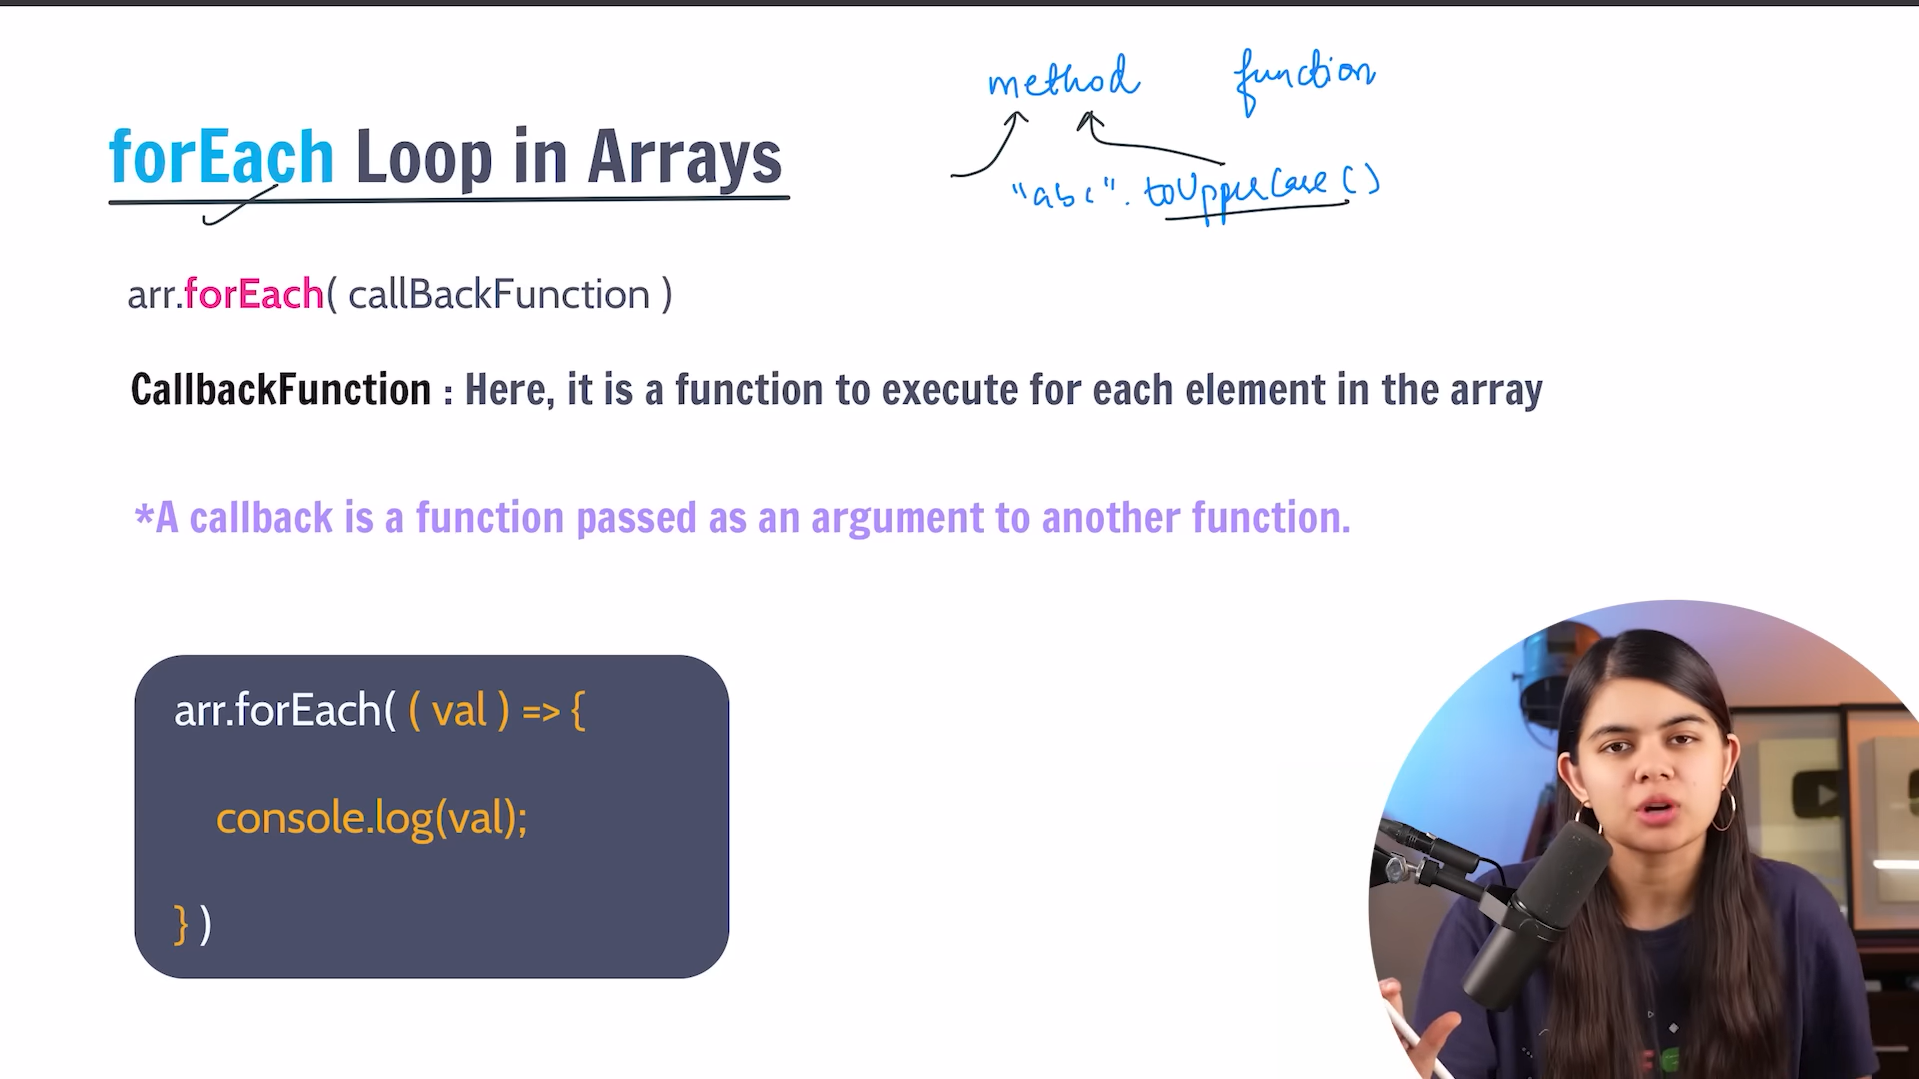 method function
forEach Loop in Arrays
"abc". toUpperCase ()
arr.forEach( callBackFunction )
CallbackFunction : Here, it is a function to execute for each element in the array
*A callback is a function passed as an argument to another function.
arr.forEach( ( val ) => {
console.log(val);
} )